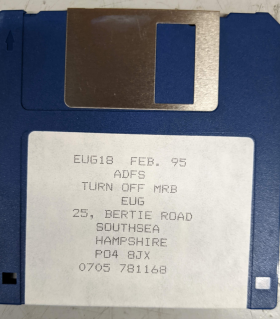 EUG18 FEB. 95
ADFS
TURN OFF MRB
EUG
25, BERTIE ROAD
SOUTHSEA
HAMPSHIRE
PO4 8JX
0705 781168